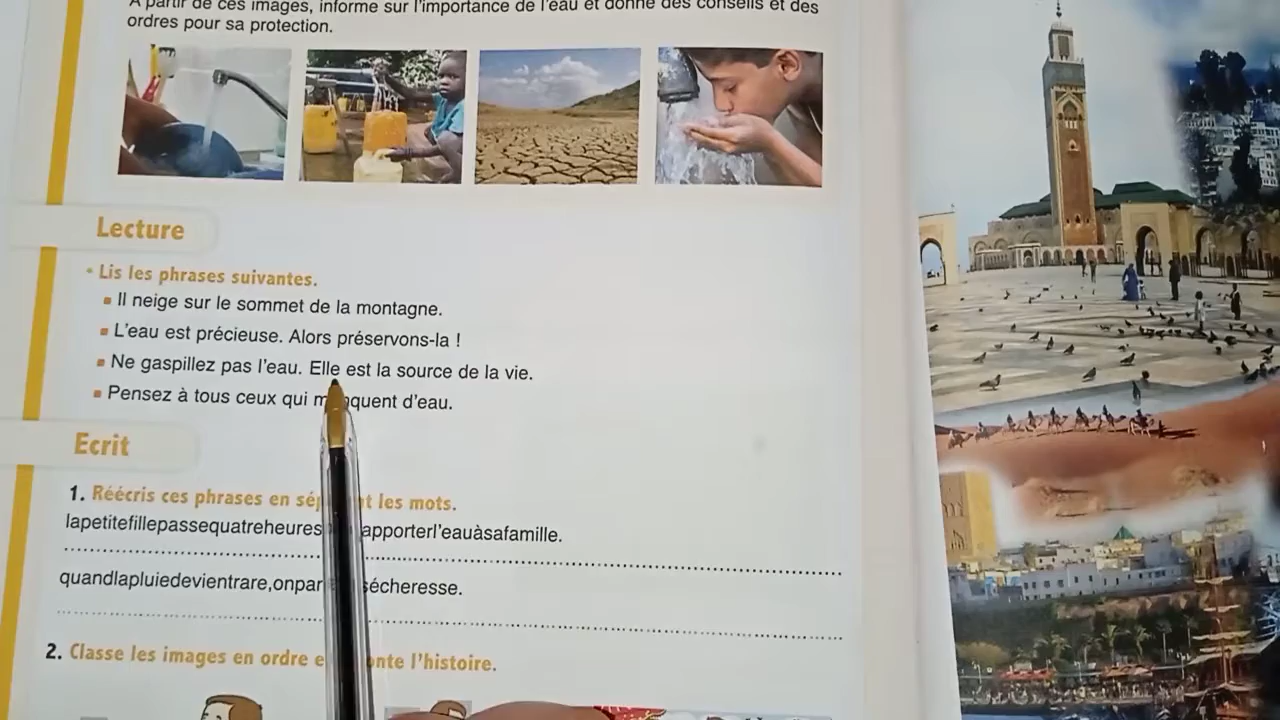 A partir de ces images, informe sur l'importance de l'eau et donne des conseils et des
ordres pour sa protection.
Lecture
• Lis les phrases suivantes.
▪ Il neige sur le sommet de la montagne.
▪ L'eau est précieuse. Alors préservons-la !
▪ Ne gaspillez pas l'eau. Elle est la source de la vie.
▪ Pensez à tous ceux qui manquent d'eau.
Ecrit
1. Réécris ces phrases en séparant les mots.
lapetitefillepassequatreheures apporterl'eauàsafamille.
quandlapluiedevientrare,onpar sécheresse.
2. Classe les images en ordre e onte l'histoire.